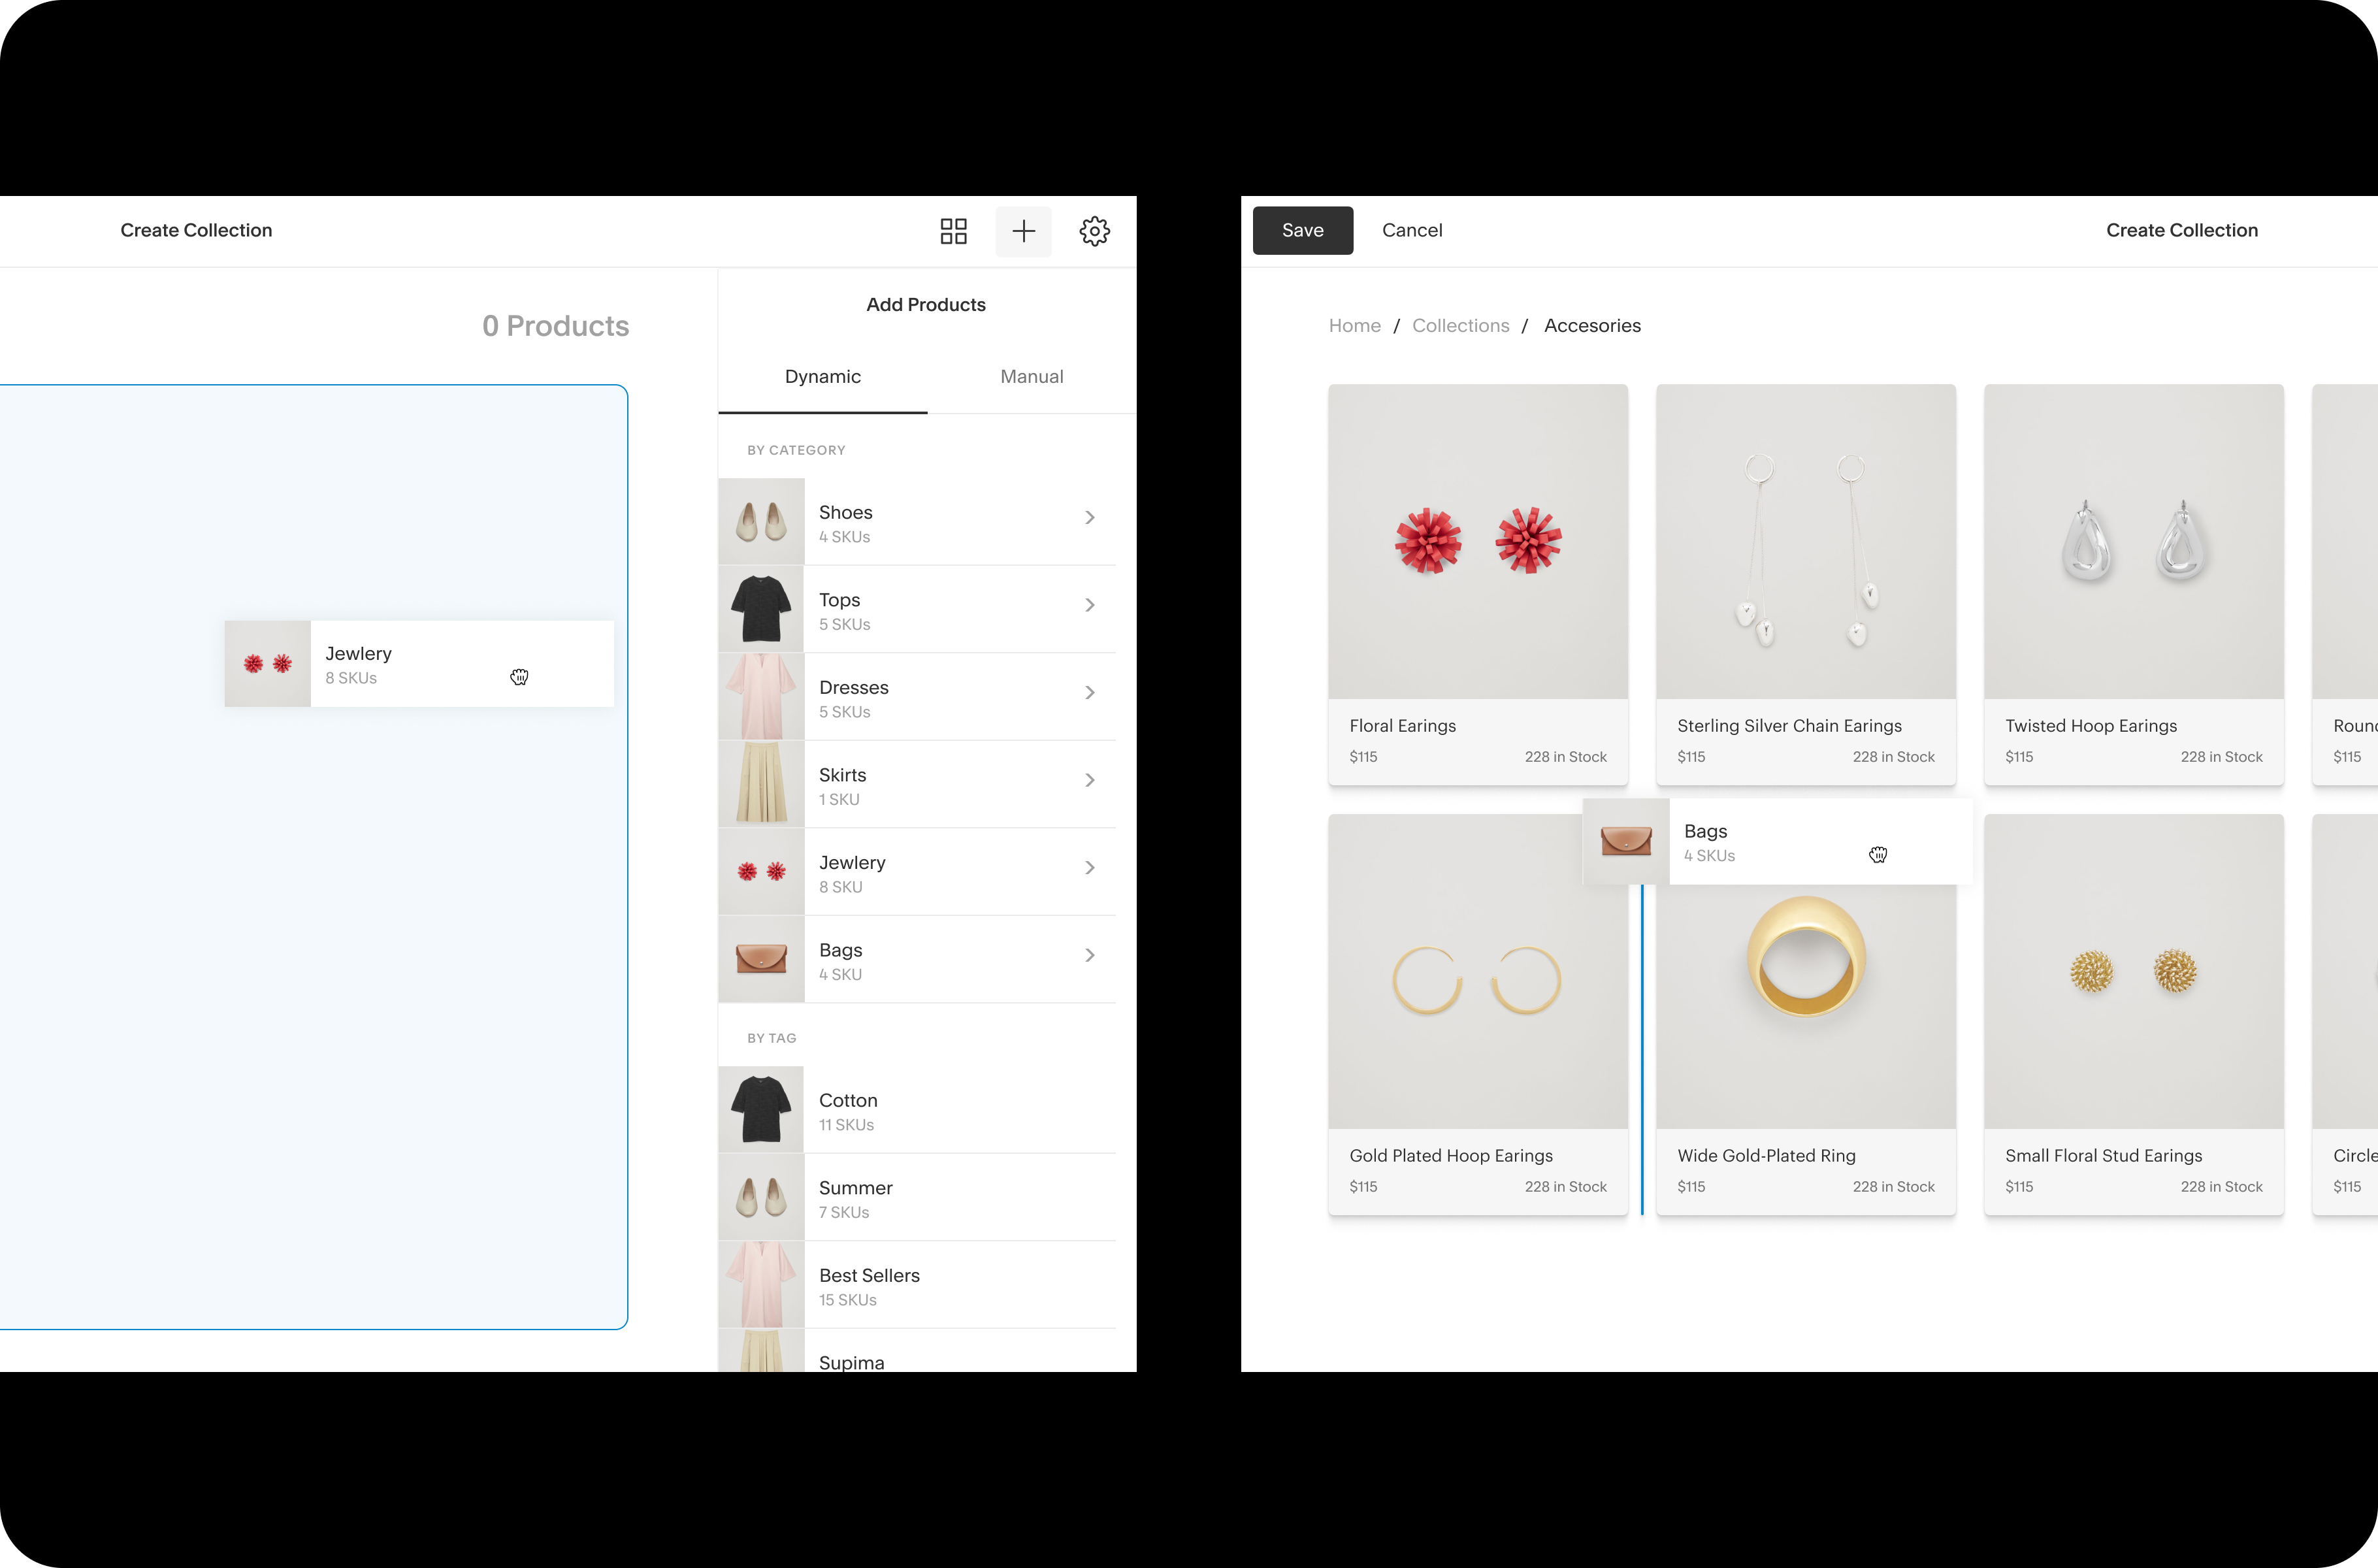 Create Collection
0 Products
Jewlery
8 SKUs
Add Products
Dynamic Manual
BY CATEGORY
Shoes
4 SKUs
Tops
5 SKUs
Dresses
5 SKUs
Skirts
1 SKU
Jewlery
8 SKU
Bags
4 SKU
BY TAG
Cotton
11 SKUs
Summer
7 SKUs
Best Sellers
15 SKUs
Supima
Save Cancel Create Collection
Home / Collections / Accesories
Floral Earings
$115 228 in Stock
Sterling Silver Chain Earings
$115 228 in Stock
Twisted Hoop Earings
$115 228 in Stock
Roun
$115
Bags
4 SKUs
Gold Plated Hoop Earings
$115 228 in Stock
Wide Gold-Plated Ring
$115 228 in Stock
Small Floral Stud Earings
$115 228 in Stock
Circle
$115